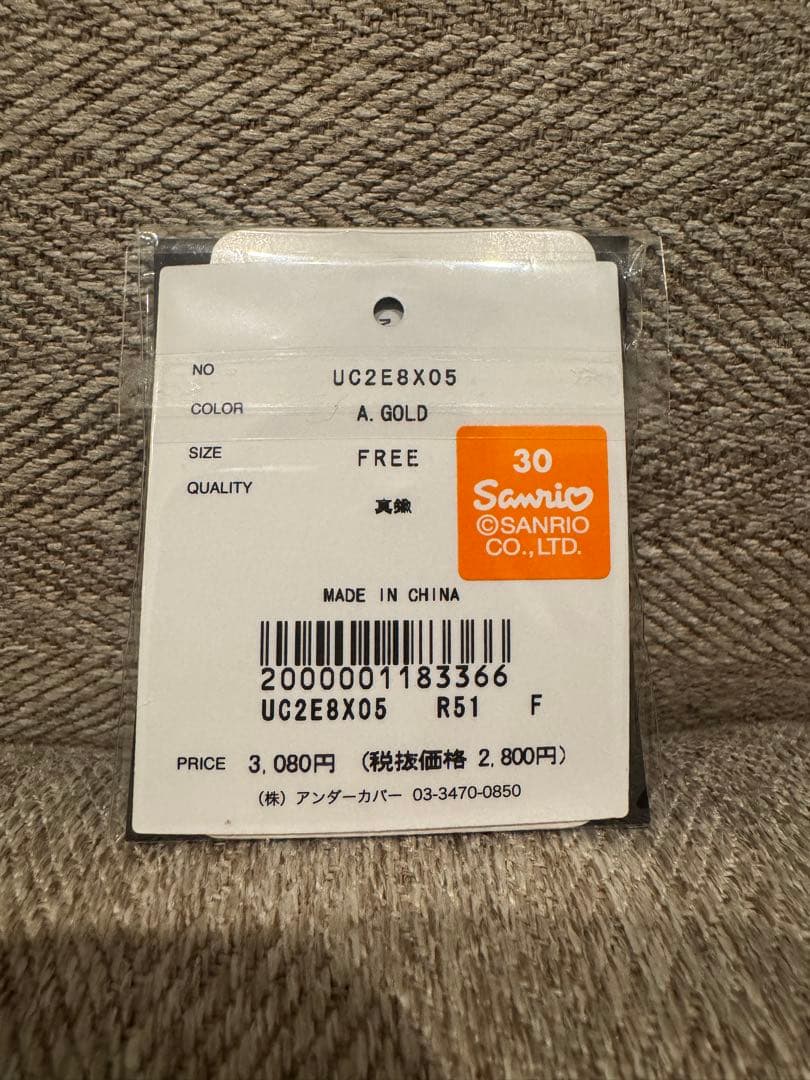 NO UC2E8X05
COLOR A.GOLD
SIZE FREE
QUALITY 真鍮
30
Sanrio
©SANRIO
CO.,LTD.
MADE IN CHINA
2000001183366
UC2E8X05 R51 F
PRICE 3,080円 (税抜価格 2,800円)
(株) アンダーカバー 03-3470-0850